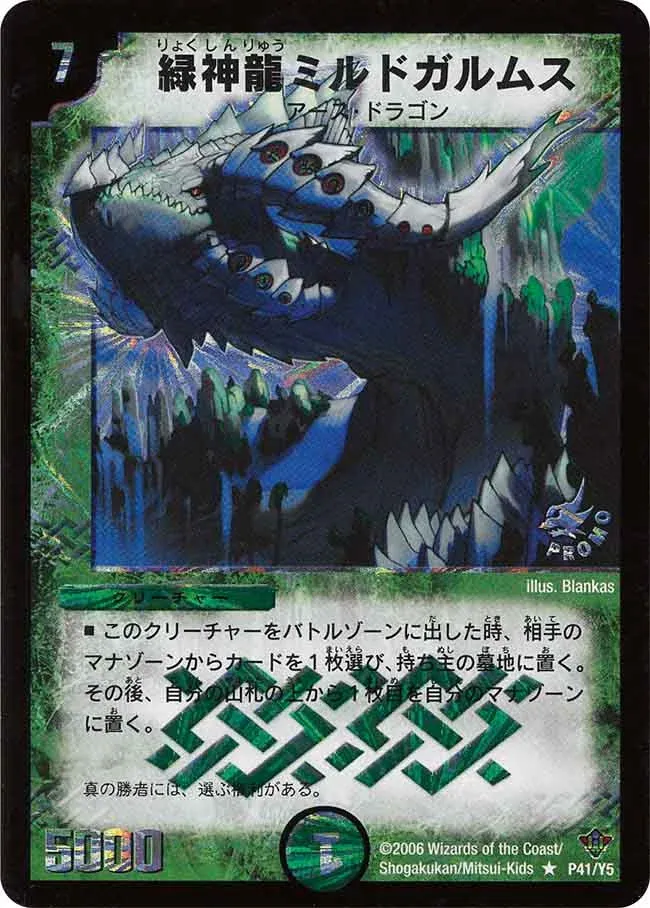 7
りょくしんりゅう
緑神龍ミルドガルムス
アース・ドラゴン
PROMO
illus. Blankas
クリーチャー
■ このクリーチャーをバトルゾーンに出した時、相手の
マナゾーンからカードを1枚選び、持ち主の墓地に置く。
その後、自分の山札の上から1枚目を自分のマナゾーン
に置く。
真の勝者には、選ぶ権利がある。
5000
1
©2006 Wizards of the Coast/
Shogakukan/Mitsui-Kids ★ P41/Y5